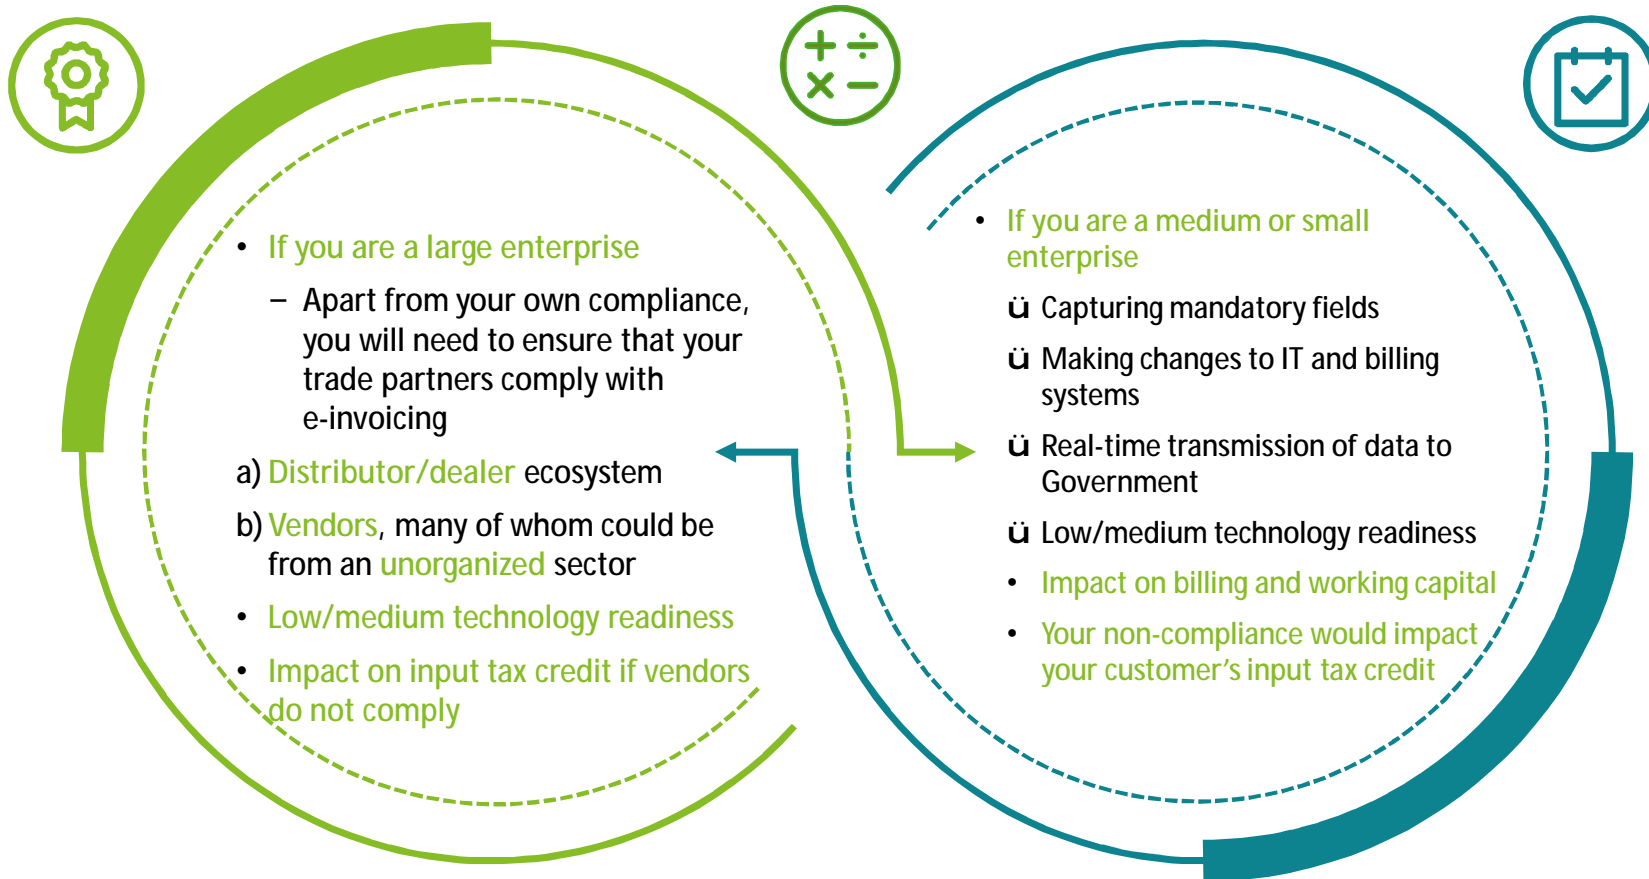 • If you are a large enterprise
– Apart from your own compliance,
you will need to ensure that your
trade partners comply with
e-invoicing
a) Distributor/dealer ecosystem
b) Vendors, many of whom could be
from an unorganized sector
• Low/medium technology readiness
• Impact on input tax credit if vendors
do not comply
• If you are a medium or small
enterprise
ü Capturing mandatory fields
ü Making changes to IT and billing
systems
ü Real-time transmission of data to
Government
ü Low/medium technology readiness
• Impact on billing and working capital
• Your non-compliance would impact
your customer’s input tax credit